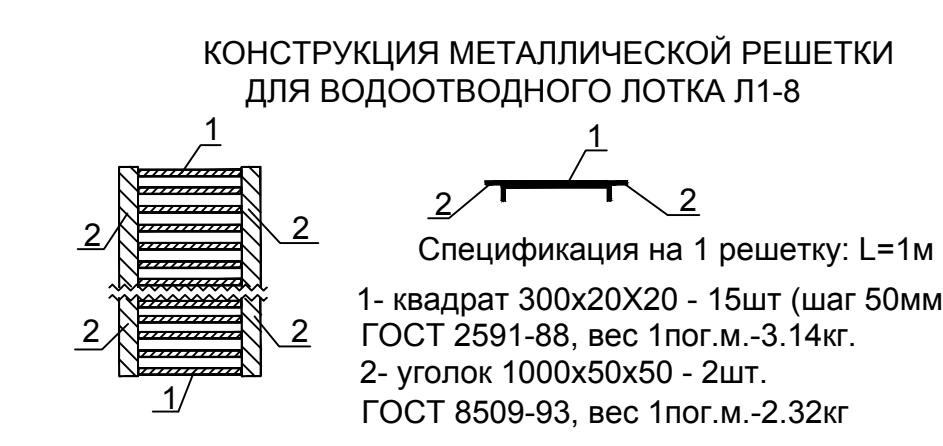 КОНСТРУКЦИЯ МЕТАЛЛИЧЕСКОЙ РЕШЕТКИ
ДЛЯ ВОДООТВОДНОГО ЛОТКА Л1-8
1
1
2
2
2
2
Спецификация на 1 решетку: L=1м
1- квадрат 300х20Х20 - 15шт (шаг 50мм
2
2
ГОСТ 2591-88, вес 1пог.м.-3.14кг.
2- уголок 1000х50х50 - 2шт.
1
ГОСТ 8509-93, вес 1пог.м.-2.32кг